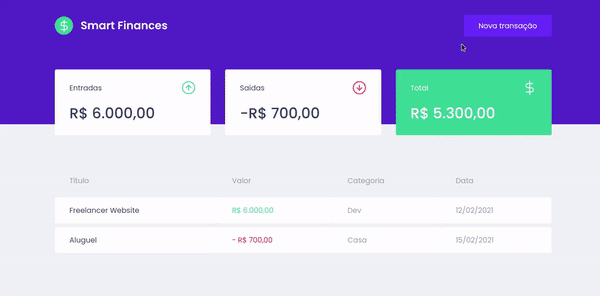 Smart Finances
Nova transação
Entradas
R$ 6.000,00
Saídas
-R$ 700,00
Total
R$ 5.300,00
Título Valor Categoria Data
Freelancer Website R$ 6.000,00 Dev 12/02/2021
Aluguel - R$ 700,00 Casa 15/02/2021